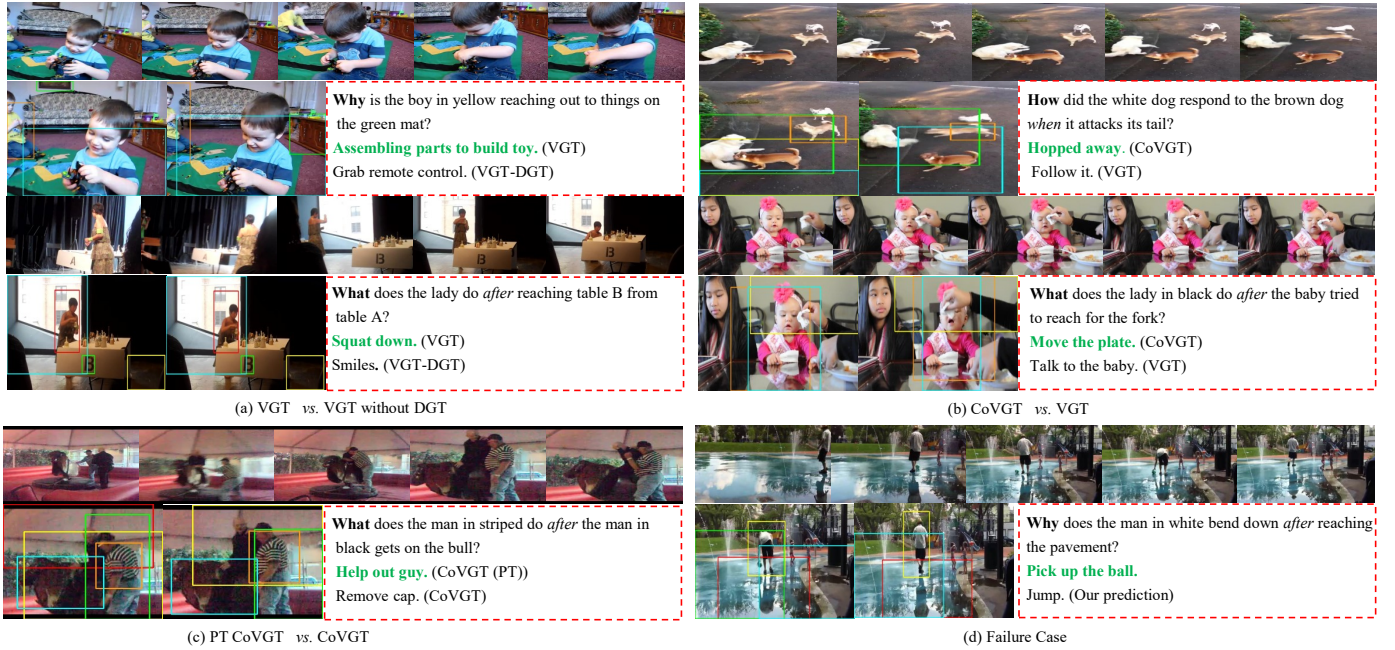 Why is the boy in yellow reaching out to things on
the green mat?
Assembling parts to build toy. (VGT)
Grab remote control. (VGT-DGT)
A
B
B
B
B
B
What does the lady do after reaching table B from
table A?
Squat down. (VGT)
Smiles. (VGT-DGT)
(a) VGT vs. VGT without DGT
How did the white dog respond to the brown dog
when it attacks its tail?
Hopped away. (CoVGT)
Follow it. (VGT)
What does the lady in black do after the baby tried
to reach for the fork?
Move the plate. (CoVGT)
Talk to the baby. (VGT)
(b) CoVGT vs. VGT
What does the man in striped do after the man in
black gets on the bull?
Help out guy. (CoVGT (PT))
Remove cap. (CoVGT)
(c) PT CoVGT vs. CoVGT
Why does the man in white bend down after reaching
the pavement?
Pick up the ball.
Jump. (Our prediction)
(d) Failure Case